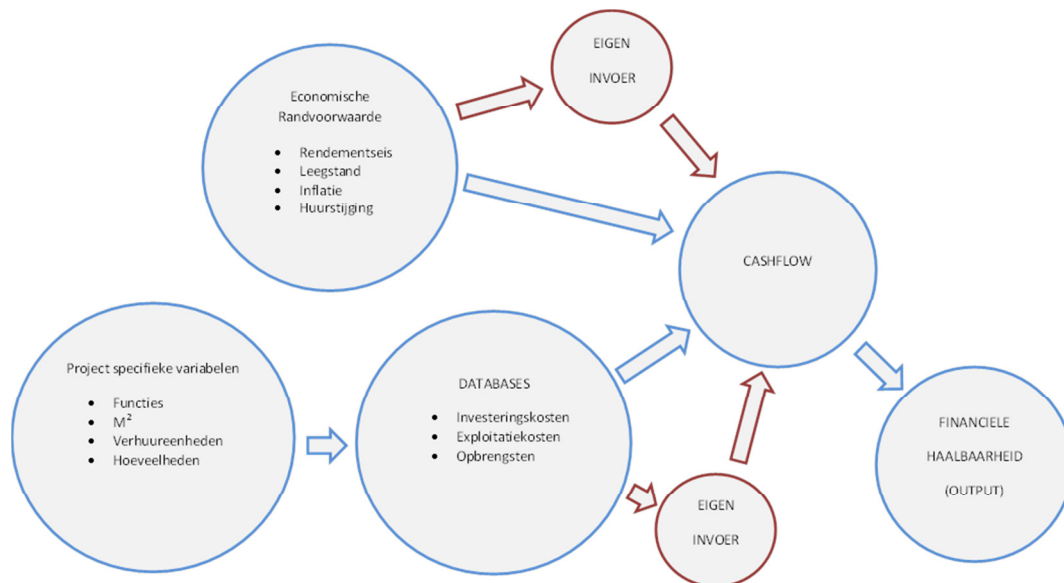 EIGEN
INVOER
Economische
Randvoorwaarde
• Rendementseis
• Leegstand
• Inflatie
• Huurstijging
CASHFLOW
Project specifieke variabelen
• Functies
• M²
• Verhuureenheden
• Hoeveelheden
DATABASES
• Investeringskosten
• Exploitatiekosten
• Opbrengsten
EIGEN
INVOER
FINANCIELE
HAALBAARHEID
(OUTPUT)